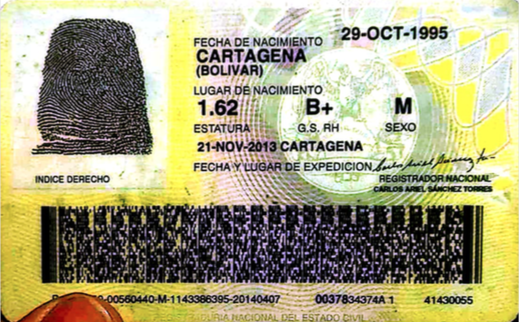 29-OCT-1995
FECHA DE NACIMIENTO
CARTAGENA
(BOLIVAR)
LUGAR DE NACIMIENTO
1.62 B+ M
ESTATURA G.S. RH SEXO
21-NOV-2013 CARTAGENA
FECHA Y LUGAR DE EXPEDICION
INDICE DERECHO
REGISTRADOR NACIONAL
CARLOS ARIEL SÁNCHEZ TORRES
00560440-M-1143386395-20140407 0037834374A 1 41430055
REGISTRADURIA NACIONAL DEL ESTADO CIVIL